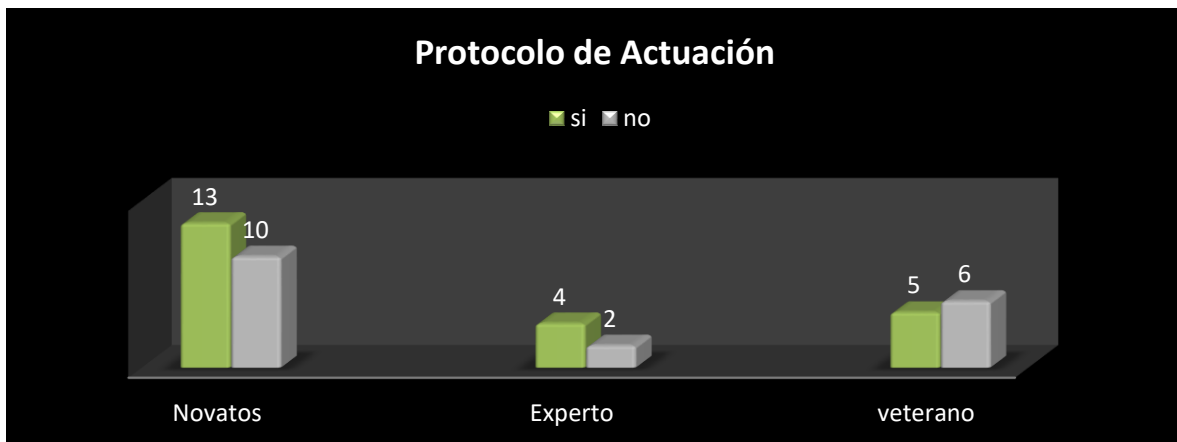 Protocolo de Actuación
si no
13
10
4
2
5
6
Novatos Experto veterano